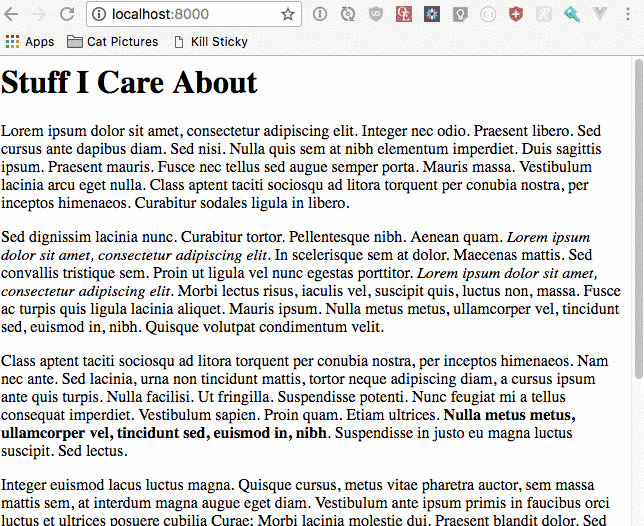 localhost:8000
Apps Cat Pictures Kill Sticky
Stuff I Care About
Lorem ipsum dolor sit amet, consectetur adipiscing elit. Integer nec odio. Praesent libero. Sed
cursus ante dapibus diam. Sed nisi. Nulla quis sem at nibh elementum imperdiet. Duis sagittis
ipsum. Praesent mauris. Fusce nec tellus sed augue semper porta. Mauris massa. Vestibulum
lacinia arcu eget nulla. Class aptent taciti sociosqu ad litora torquent per conubia nostra, per
inceptos himenaeos. Curabitur sodales ligula in libero.
Sed dignissim lacinia nunc. Curabitur tortor. Pellentesque nibh. Aenean quam. Lorem ipsum
dolor sit amet, consectetur adipiscing elit. In scelerisque sem at dolor. Maecenas mattis. Sed
convallis tristique sem. Proin ut ligula vel nunc egestas porttitor. Lorem ipsum dolor sit amet,
consectetur adipiscing elit. Morbi lectus risus, iaculis vel, suscipit quis, luctus non, massa. Fusce
ac turpis quis ligula lacinia aliquet. Mauris ipsum. Nulla metus metus, ullamcorper vel, tincidunt
sed, euismod in, nibh. Quisque volutpat condimentum velit.
Class aptent taciti sociosqu ad litora torquent per conubia nostra, per inceptos himenaeos. Nam
nec ante. Sed lacinia, urna non tincidunt mattis, tortor neque adipiscing diam, a cursus ipsum
ante quis turpis. Nulla facilisi. Ut fringilla. Suspendisse potenti. Nunc feugiat mi a tellus
consequat imperdiet. Vestibulum sapien. Proin quam. Etiam ultrices. Nulla metus metus,
ullamcorper vel, tincidunt sed, euismod in, nibh. Suspendisse in justo eu magna luctus
suscipit. Sed lectus.
Integer euismod lacus luctus magna. Quisque cursus, metus vitae pharetra auctor, sem massa
mattis sem, at interdum magna augue eget diam. Vestibulum ante ipsum primis in faucibus orci
luctus et ultrices posuere cubilia Curae; Morbi lacinia molestie dui. Praesent blandit dolor. Sed